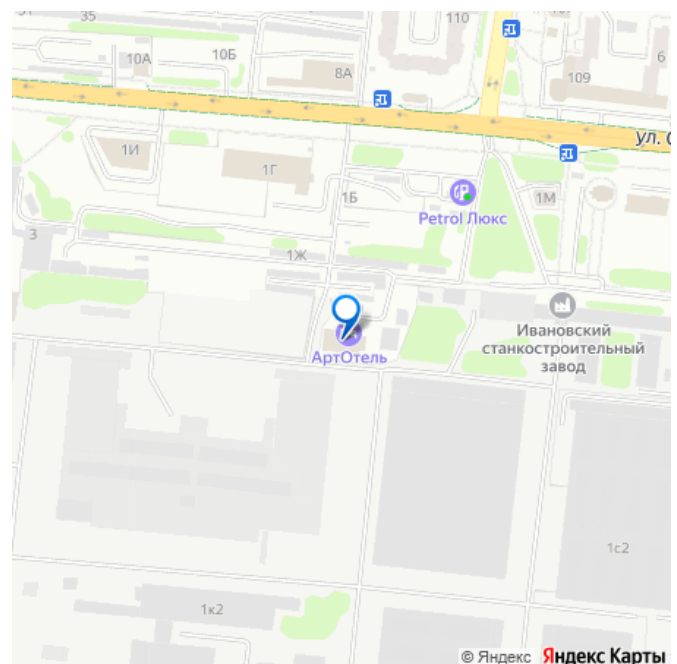 35
110
10А
10Б
8А
109
6
ул. С
1И
1Г
1Б
1М
Petrol Люкс
3
1Ж
Ивановский
станкостроительный
завод
АртОтель
1с2
1к2
© Яндекс Яндекс Карты